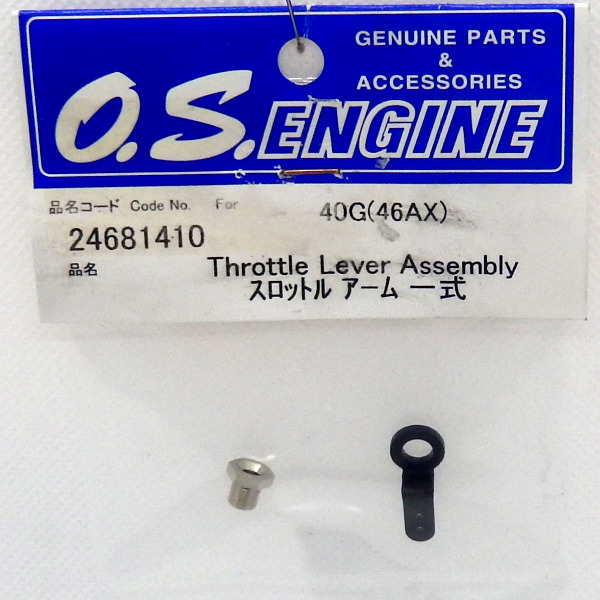 GENUINE PARTS
&
ACCESSORIES
O.S.ENGINE
品名コード Code No. For
40G(46AX)
24681410
品名
Throttle Lever Assembly
スロットル アーム 一式